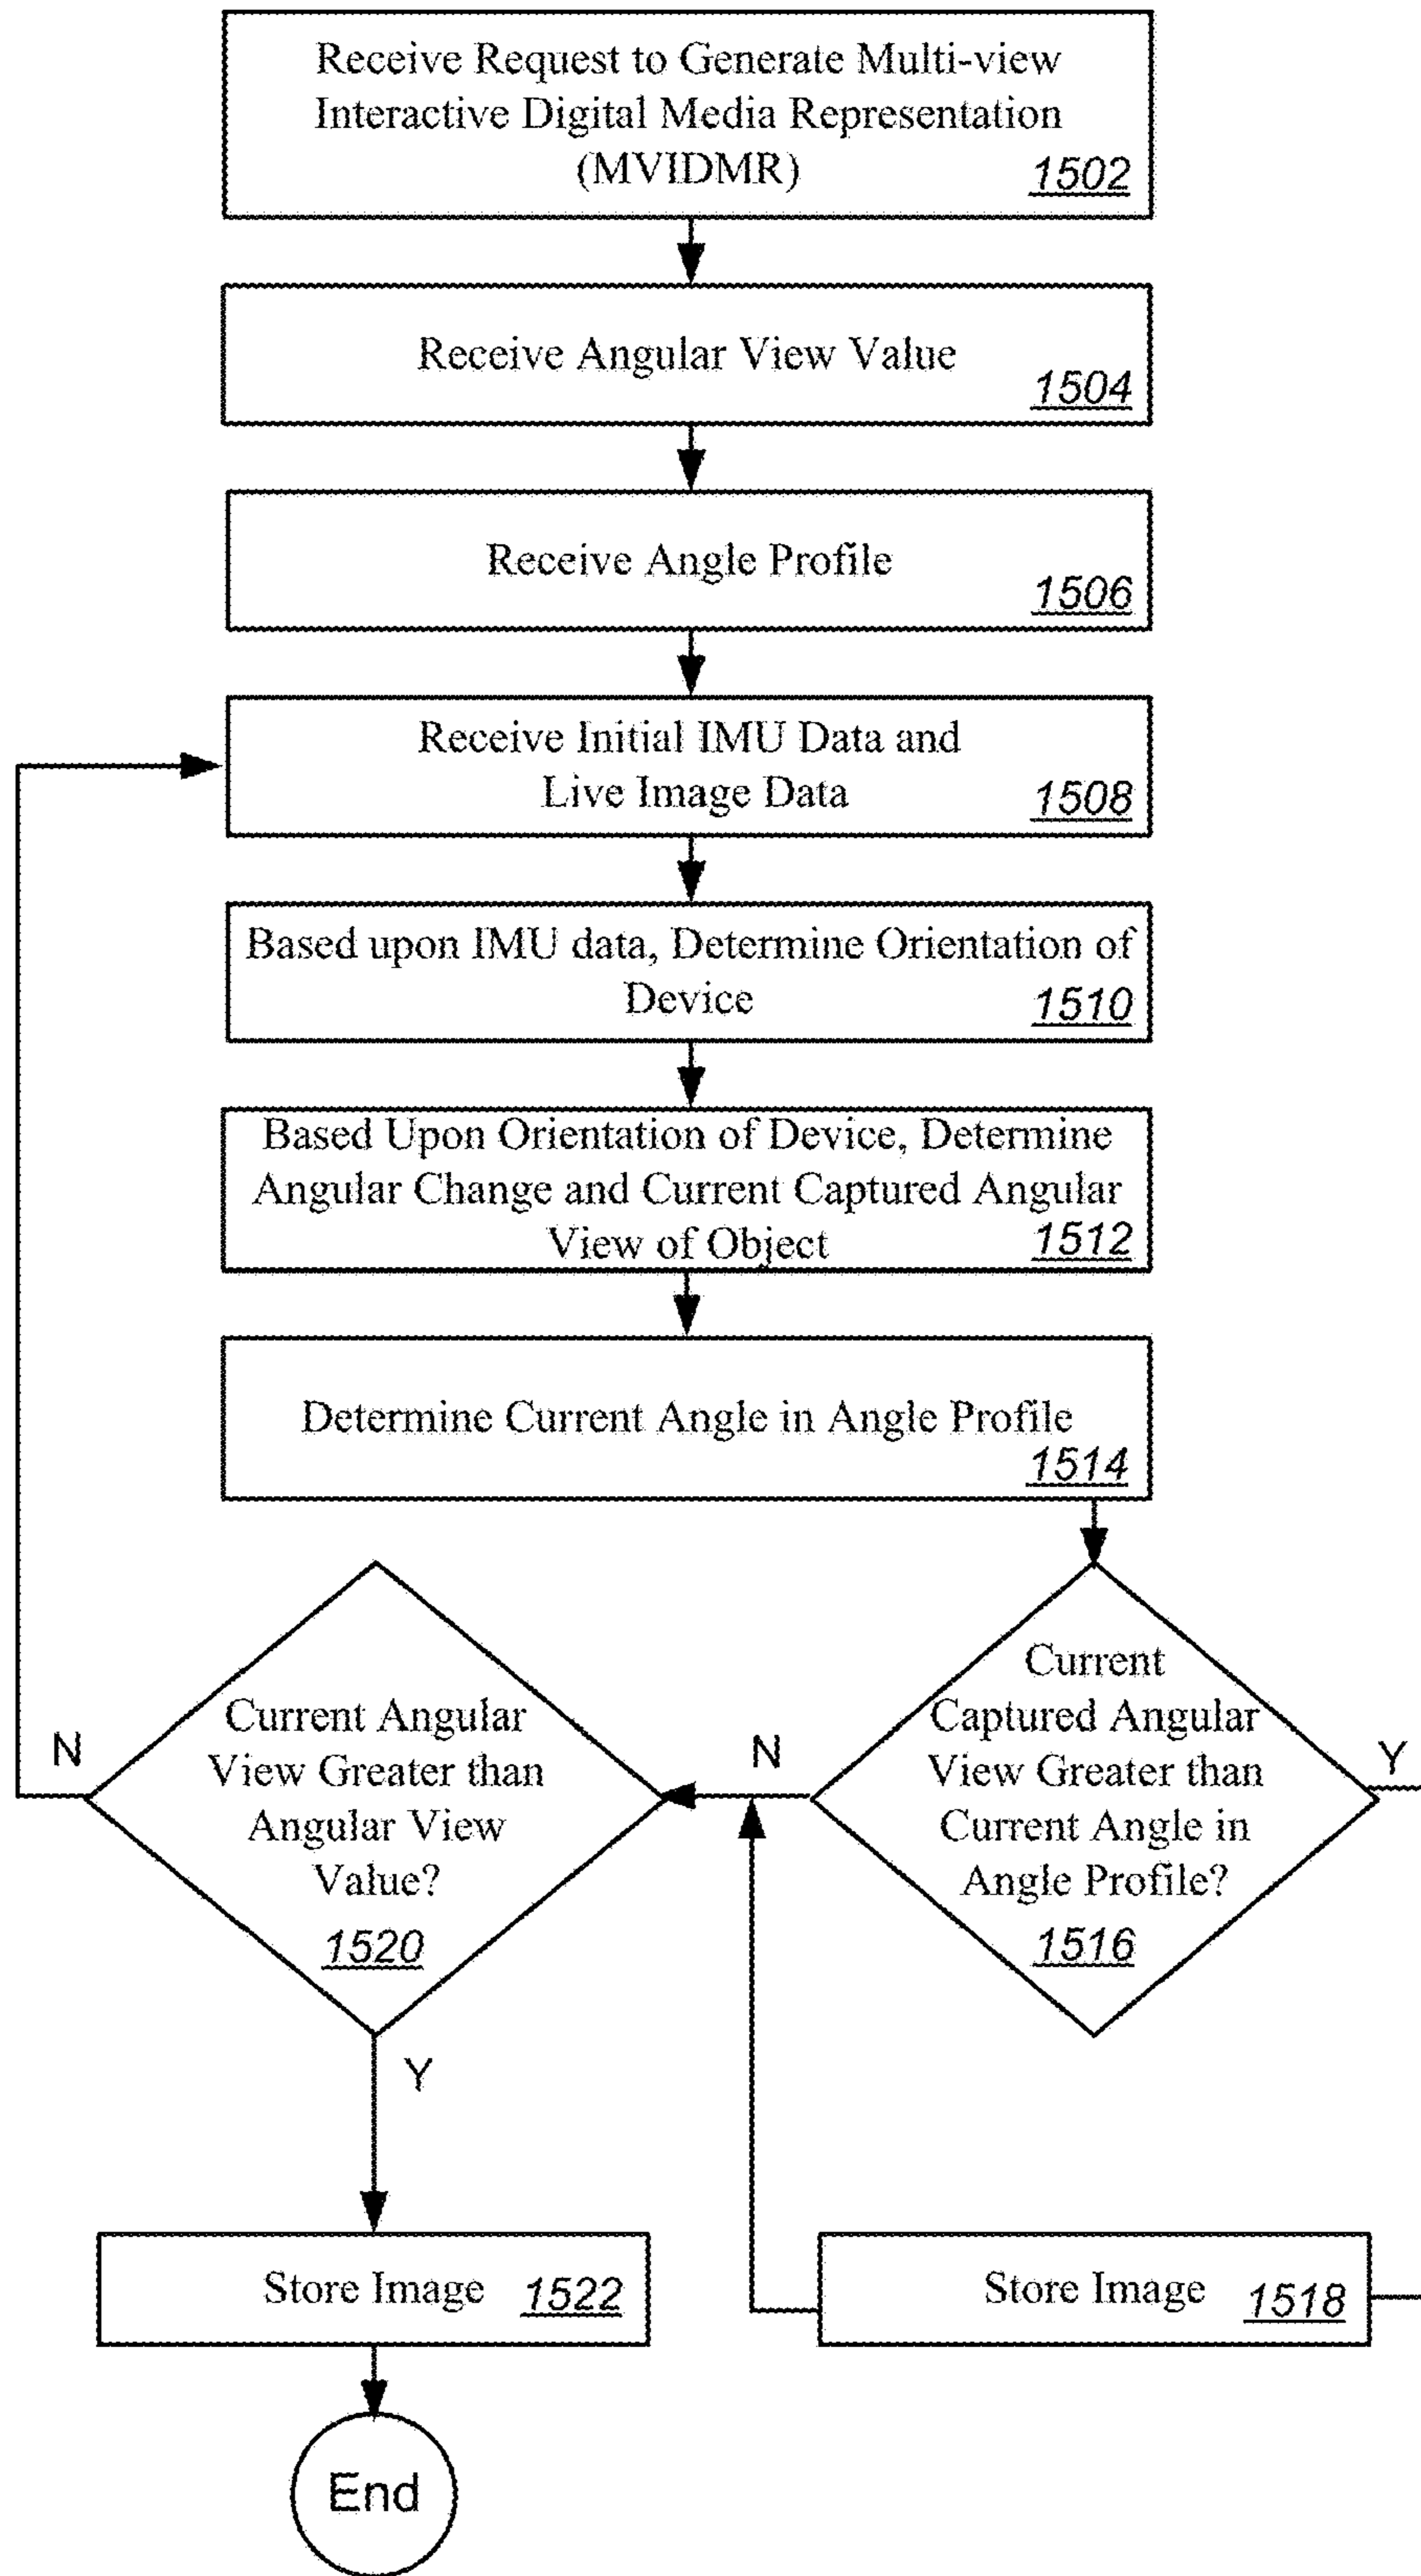 Receive Request to Generate Multi-view
Interactive Digital Media Representation
(MVIDMR) 1502
Receive Angular View Value
1504
Receive Angle Profile
1506
Receive Initial IMU Data and
Live Image Data 1508
Based upon IMU data, Determine Orientation of
Device 1510
Based Upon Orientation of Device, Determine
Angular Change and Current Captured Angular
View of Object 1512
Determine Current Angle in Angle Profile
1514
Current
Captured Angular
View Greater than
Current Angle in
Angle Profile?
1516
Y
N
Current Angular
View Greater than
Angular View
Value?
1520
N
Y
Store Image 1522
Store Image 1518
End